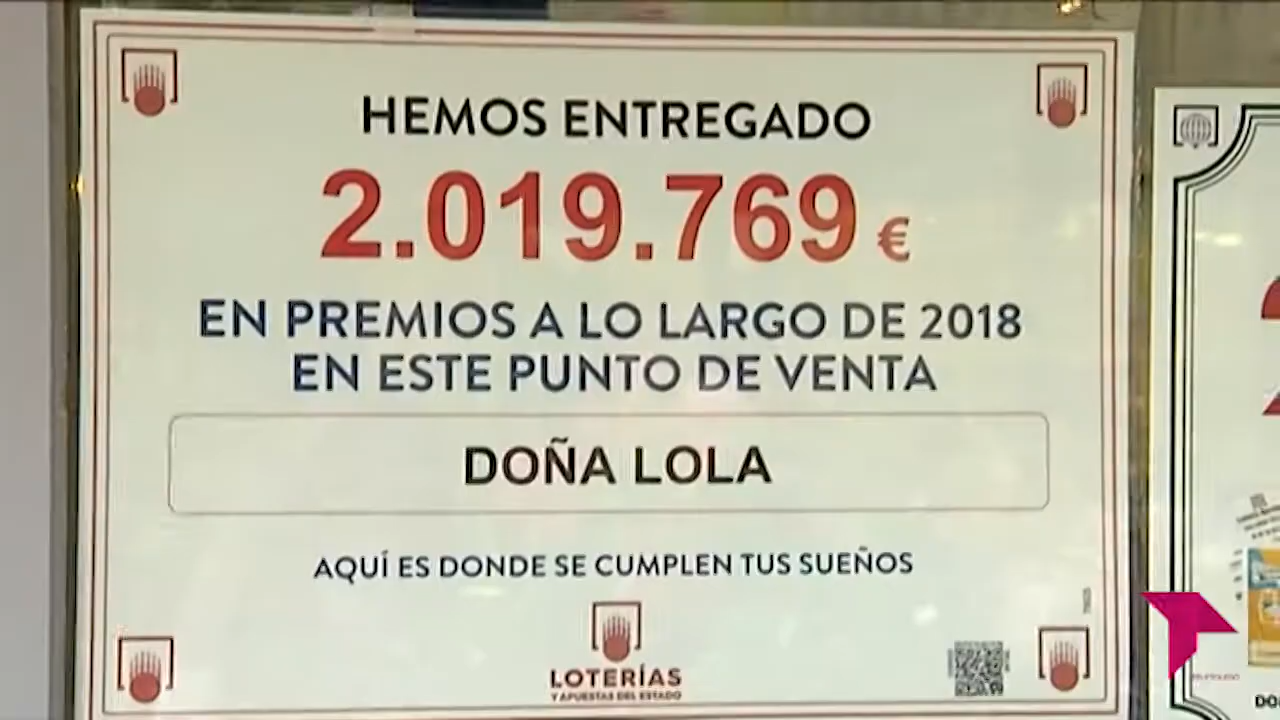 HEMOS ENTREGADO
2.019.769 €
EN PREMIOS A LO LARGO DE 2018
EN ESTE PUNTO DE VENTA
DOÑA LOLA
AQUÍ ES DONDE SE CUMPLEN TUS SUEÑOS
LOTERÍAS
Y APUESTAS DEL ESTADO